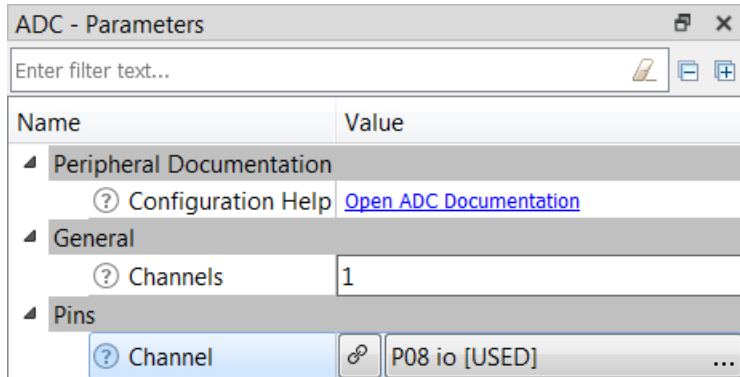 ADC - Parameters
Enter filter text...
Name Value
Peripheral Documentation
? Configuration Help Open ADC Documentation
General
? Channels 1
Pins
? Channel P08 io [USED] ...